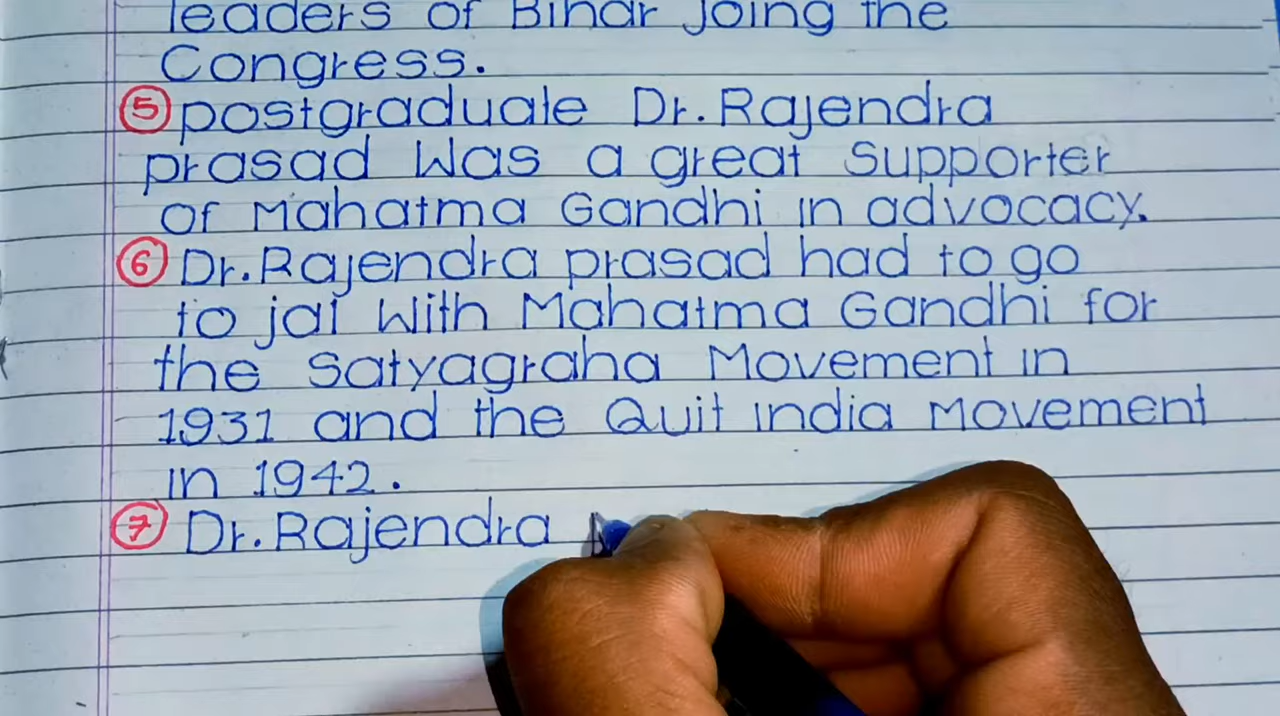 leaders of Bihar joing the
Congress.
5 postgraduate Dr. Rajendra
prasad was a great supporter
of Mahatma Gandhi in advocacy.
6 Dr. Rajendra prasad had to go
to jal with Mahatma Gandhi for
the Satyagraha Movement in
1931 and the Quit india Movement
in 1942.
7 Dr. Rajendra